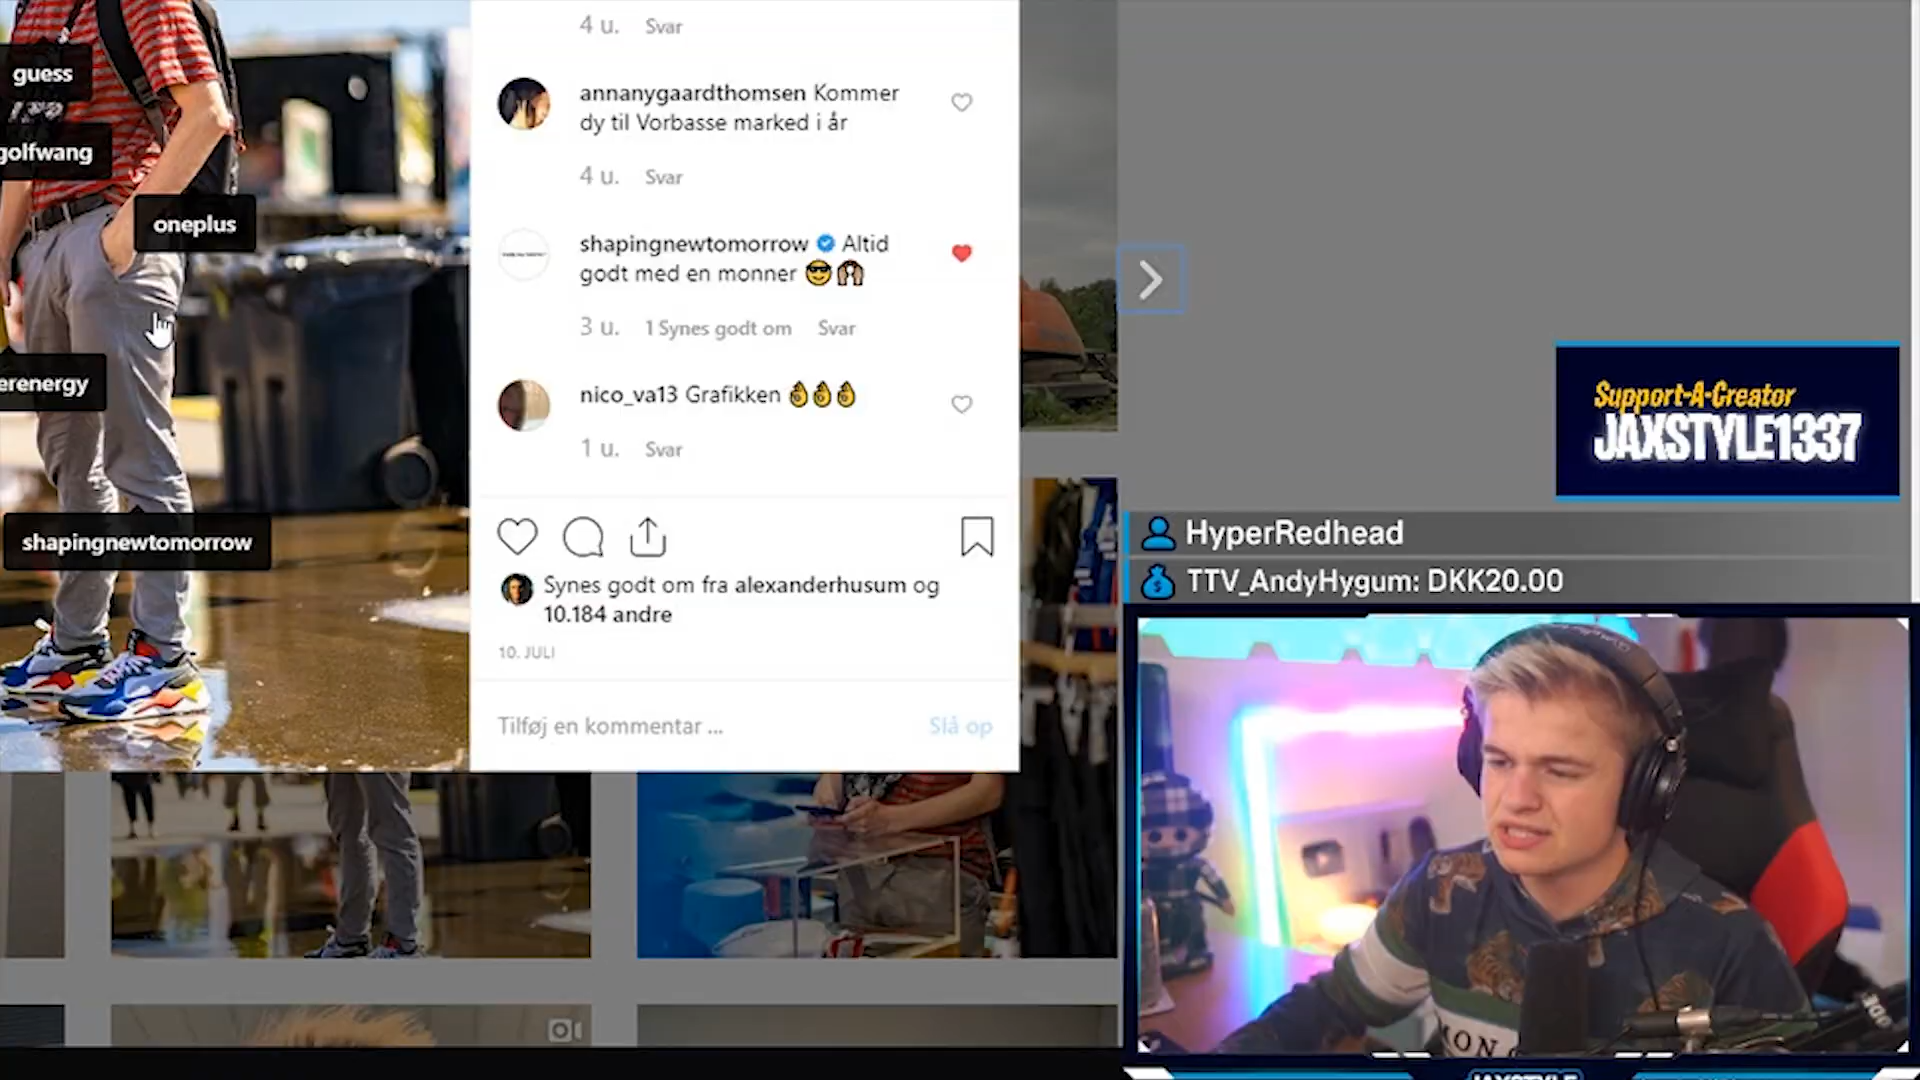 guess
golfwang
oneplus
erenergy
shapingnewtomorrow
4 u. Svar
annanygaardthomsen Kommer
dy til Vorbasse marked i år
4 u. Svar
shapingnewtomorrow Altid
godt med en monner 😎🙌
3 u. 1 Synes godt om Svar
nico_va13 Grafikken 👌👌👌
1 u. Svar
Synes godt om fra alexanderhusum og
10.184 andre
10. JULI
Tilføj en kommentar ...
Slå op
Support-A-Creator
JAXSTYLE1337
HyperRedhead
TTV_AndyHygum: DKK20.00
JAXSTYLE